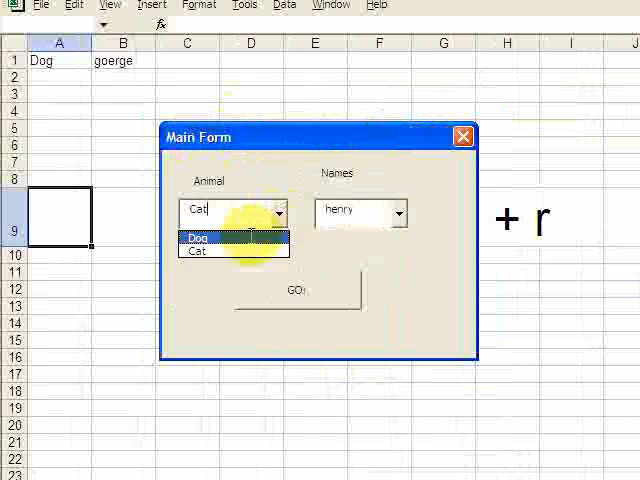 File Edit View Insert Format Tools Data Window Help
fx
A B C D E F G H I J
1 Dog goerge
2
3
4
5
Main Form
6
7
Names
8 Animal
Cat henry
+ r
9
Dog
Cat
10
11
12 GO!
13
14
15
16
17
18
19
20
21
22
23